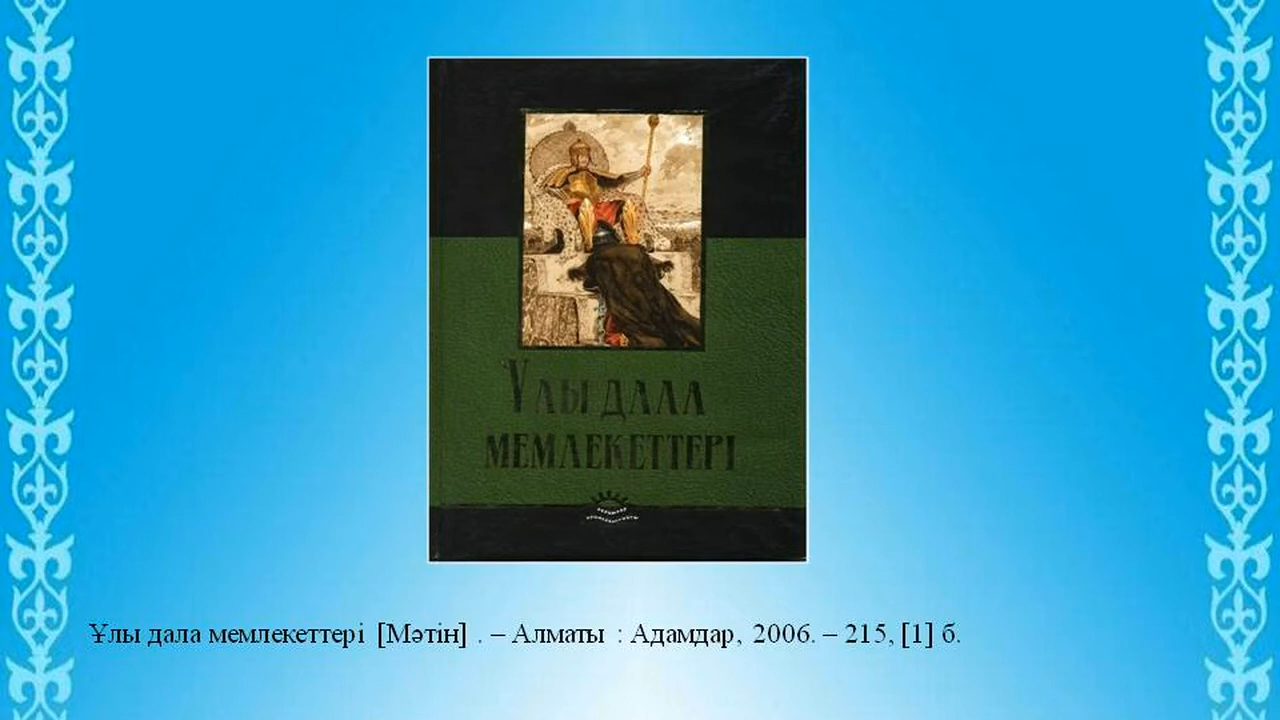 Ұлы дала
мемлекеттері
Ұлы дала мемлекеттері [Мәтін] . – Алматы : Адамдар, 2006. – 215, [1] б.